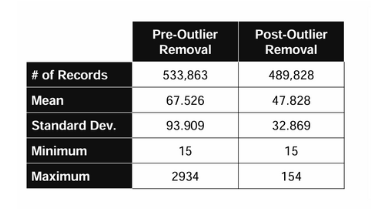 Pre-Outlier Removal Post-Outlier Removal
# of Records 533,863 489,828
Mean 67.526 47.828
Standard Dev. 93.909 32.869
Minimum 15 15
Maximum 2934 154